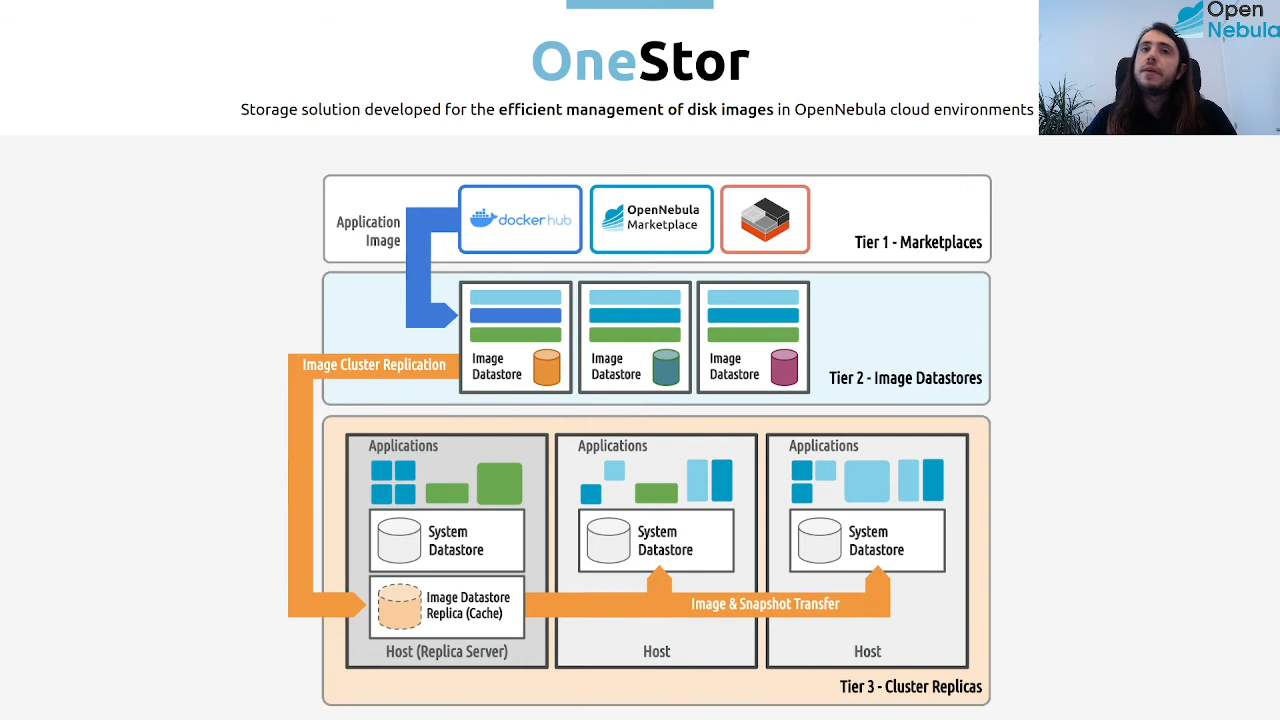 Open
Nebula
OneStor
Storage solution developed for the efficient management of disk images in OpenNebula cloud environments
Application
Image
dockerhub
OpenNebula
Marketplace
Tier 1 - Marketplaces
Image
Datastore
Image
Datastore
Image
Datastore
Image Cluster Replication
Tier 2 - Image Datastores
Applications
Applications
Applications
System
Datastore
System
Datastore
System
Datastore
Image Datastore
Replica (Cache)
Image & Snapshot Transfer
Host (Replica Server)
Host
Host
Tier 3 - Cluster Replicas